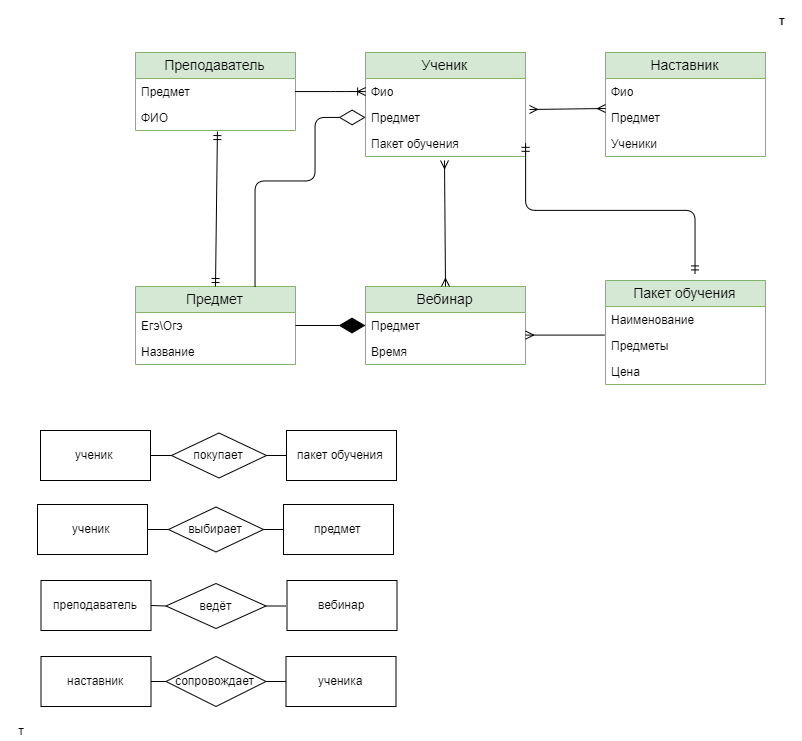 т
Преподаватель
Предмет
ФИО
Ученик
Фио
Предмет
Пакет обучения
Наставник
Фио
Предмет
Ученики
Предмет
Егэ\Огэ
Название
Вебинар
Предмет
Время
Пакет обучения
Наименование
Предметы
Цена
ученик покупает пакет обучения
ученик выбирает предмет
преподаватель ведёт вебинар
наставник сопровождает ученика
т